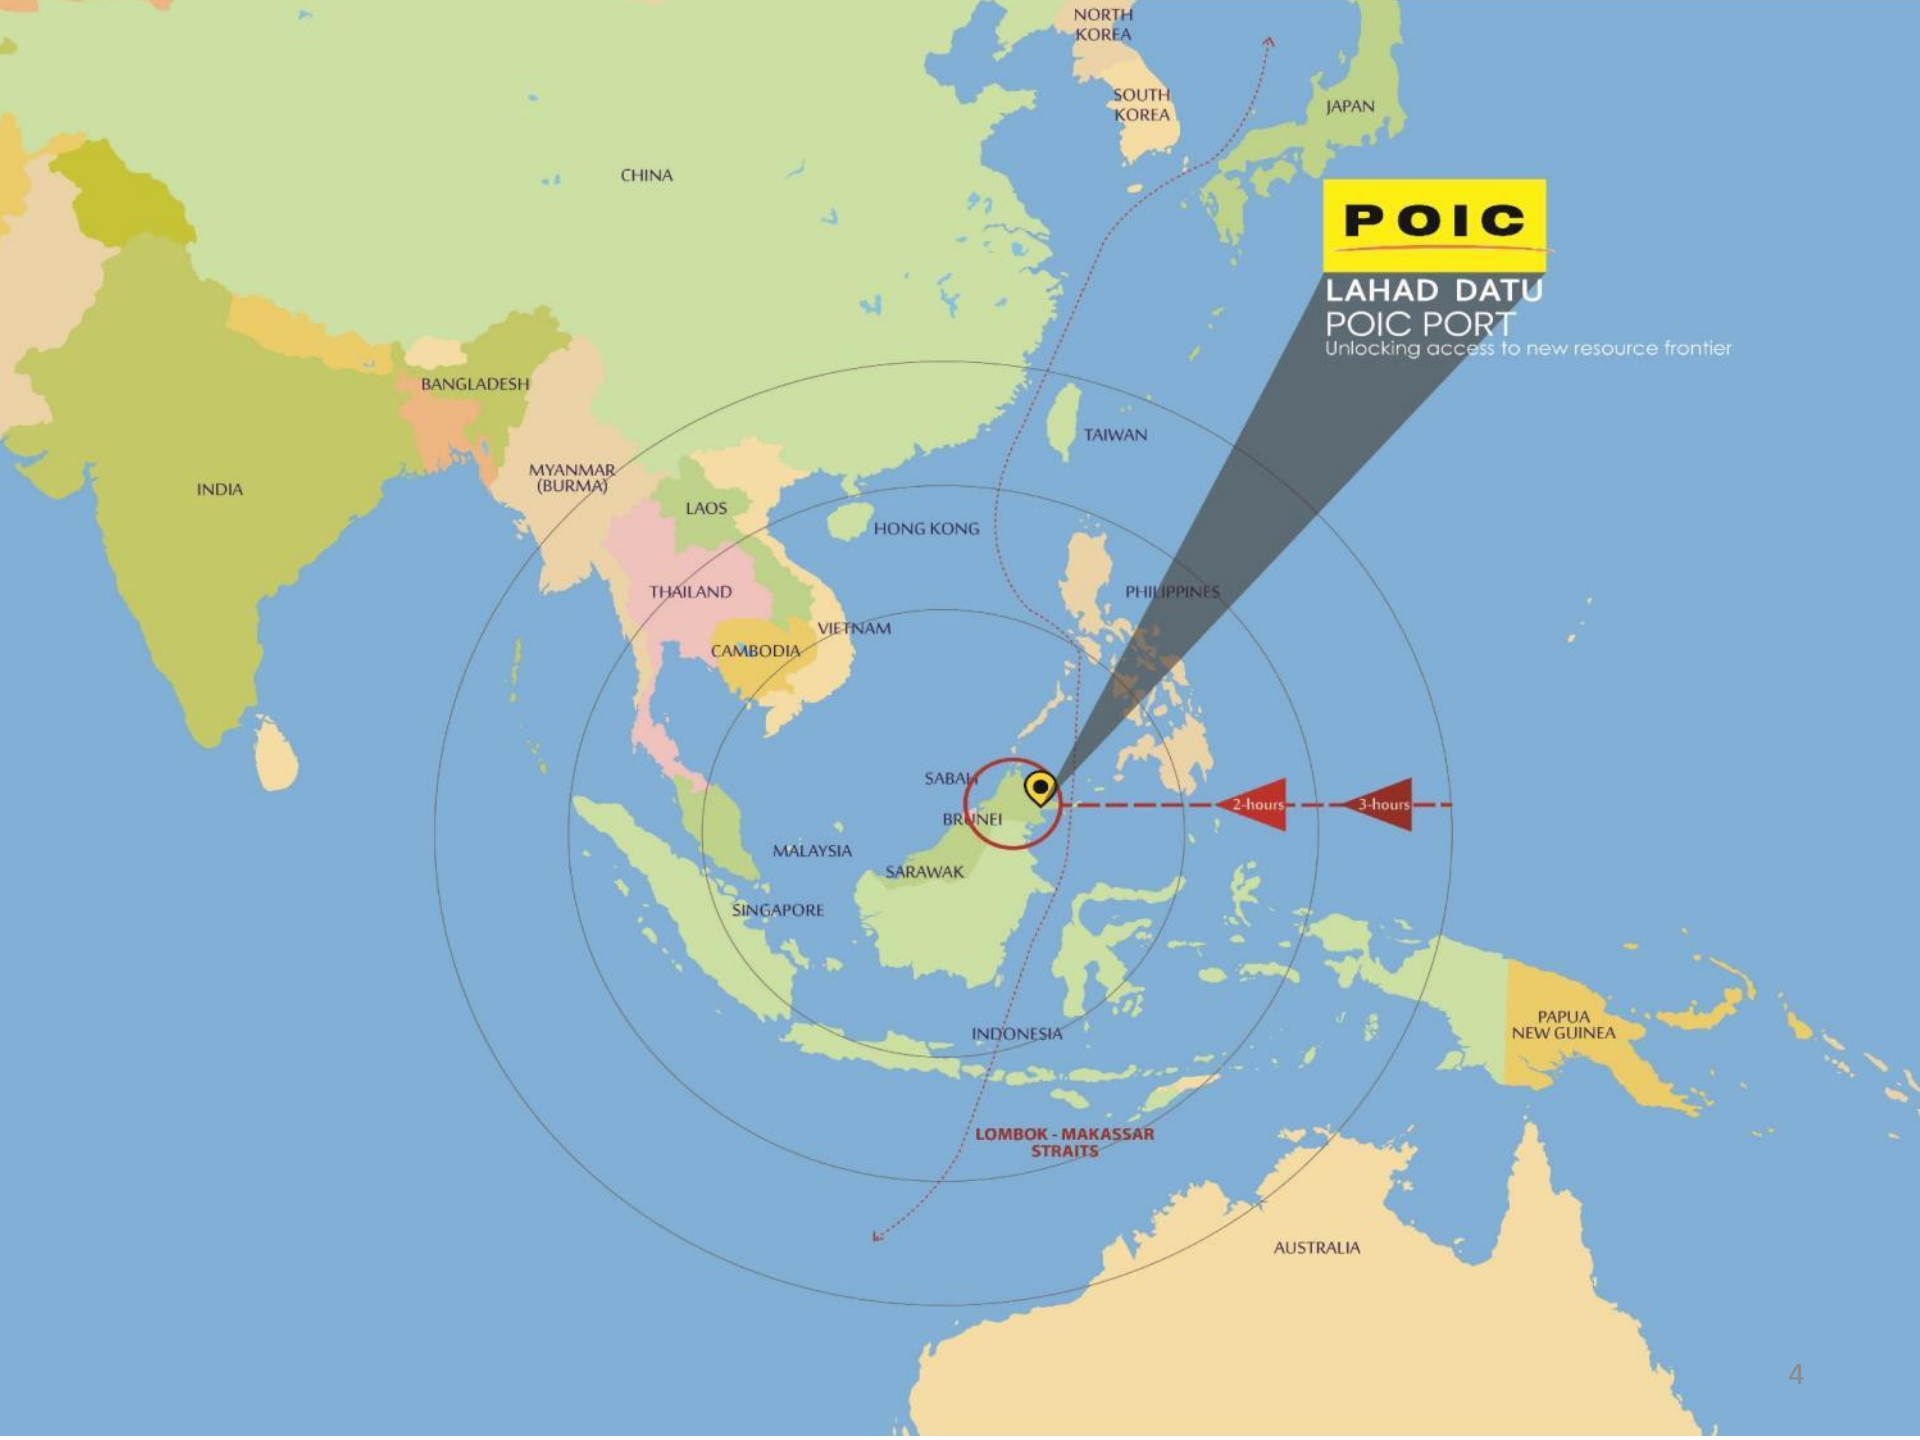 NORTH
KOREA
SOUTH
KOREA
JAPAN
CHINA
POIC
LAHAD DATU
POIC PORT
Unlocking access to new resource frontier
BANGLADESH
TAIWAN
MYANMAR
(BURMA)
INDIA
LAOS
HONG KONG
THAILAND
PHILIPPINES
VIETNAM
CAMBODIA
SABAH
2-hours
3-hours
BRUNEI
MALAYSIA
SARAWAK
SINGAPORE
INDONESIA
PAPUA
NEW GUINEA
LOMBOK - MAKASSAR
STRAITS
AUSTRALIA
4